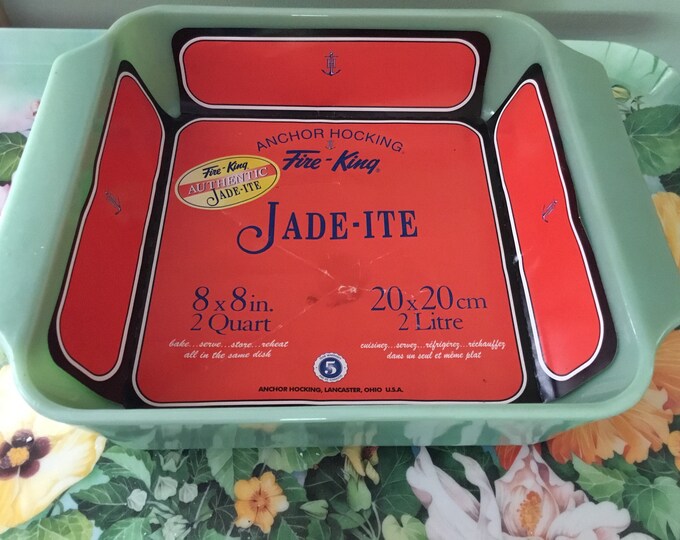 ANCHOR HOCKING®
Fire-King®
Fire-King
AUTHENTIC
JADE-ITE
JADE-ITE
8 x 8 in.
2 Quart
bake...serve...store...reheat
all in the same dish
20 x 20 cm
2 Litre
cuisinez...servez...réfrigérez...réchauffez
dans un seul et même plat
5
ANCHOR HOCKING, LANCASTER, OHIO U.S.A.